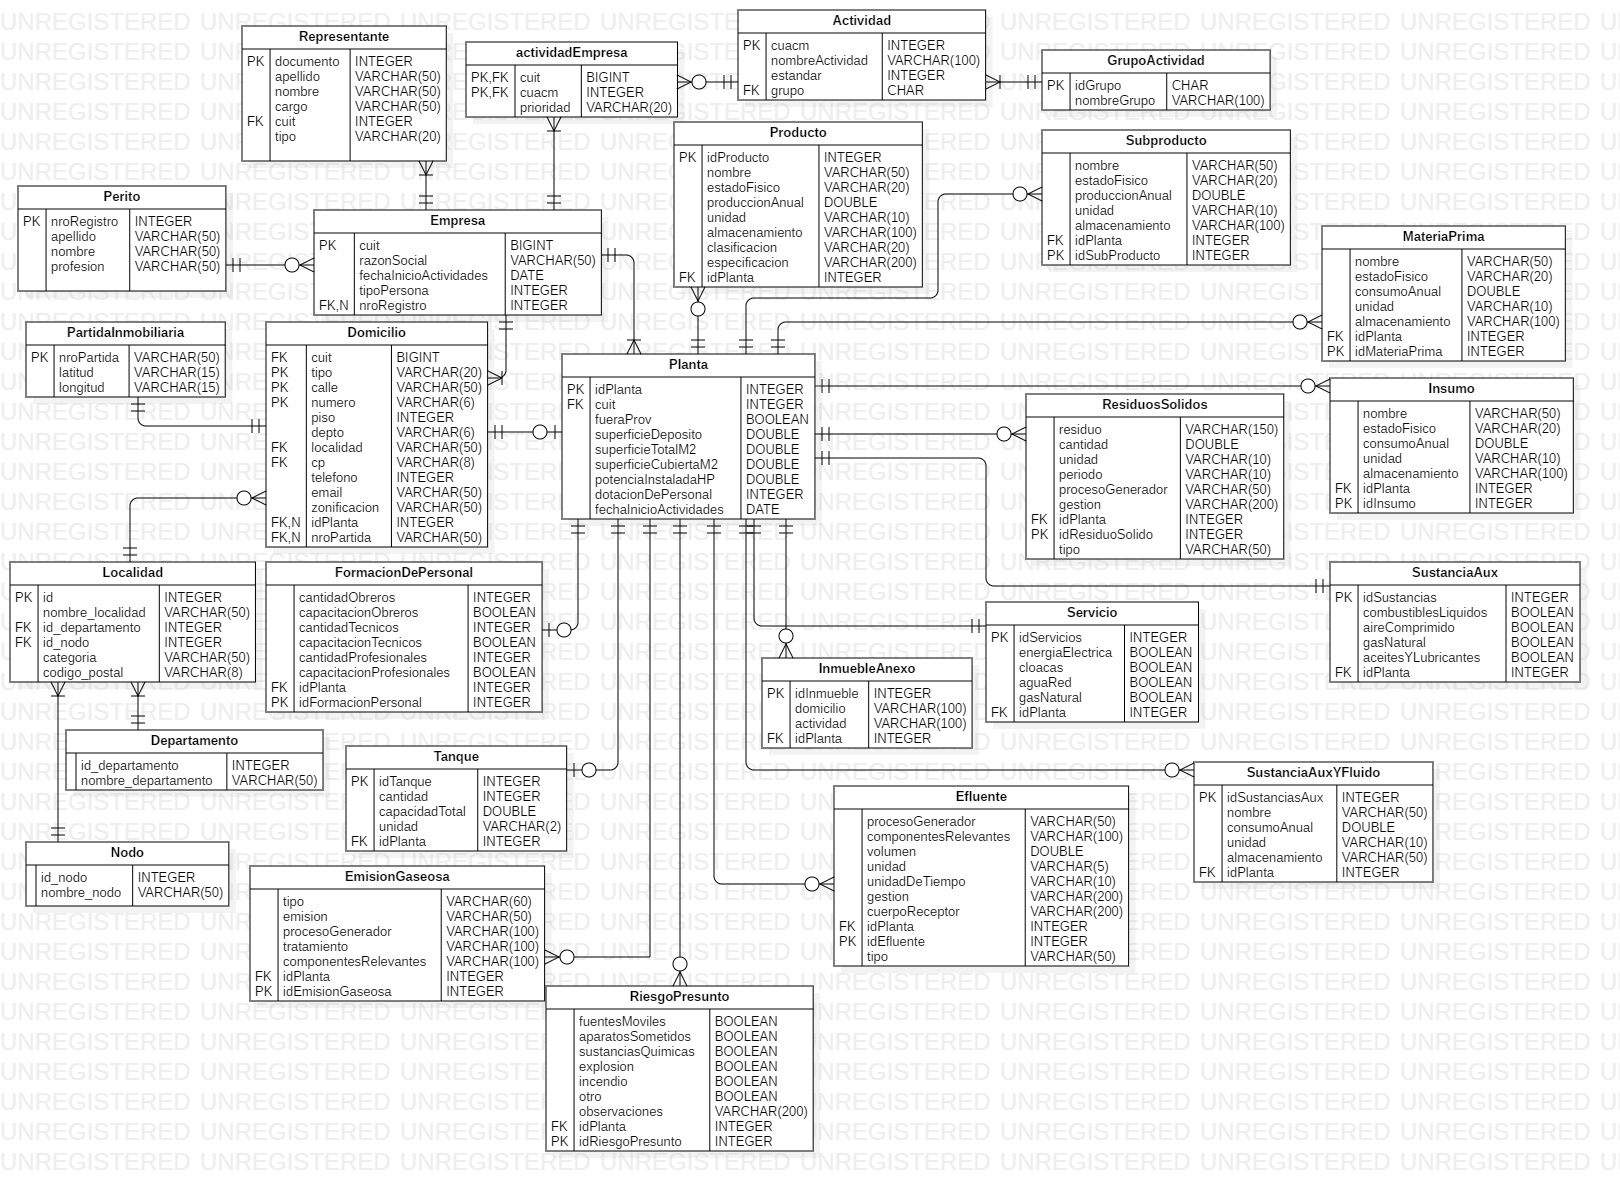 Representante
PK documento INTEGER
apellido VARCHAR(50)
nombre VARCHAR(50)
cargo VARCHAR(50)
FK cuit INTEGER
tipo VARCHAR(20)
actividadEmpresa
PK,FK cuit BIGINT
PK,FK cuacm INTEGER
prioridad VARCHAR(20)
Actividad
PK cuacm INTEGER
nombreActividad VARCHAR(100)
estandar INTEGER
FK grupo CHAR
GrupoActividad
PK idGrupo CHAR
nombreGrupo VARCHAR(100)
Producto
PK idProducto INTEGER
nombre VARCHAR(50)
estadoFisico VARCHAR(20)
produccionAnual DOUBLE
unidad VARCHAR(10)
almacenamiento VARCHAR(100)
clasificacion VARCHAR(20)
especificacion VARCHAR(200)
FK idPlanta INTEGER
Subproducto
nombre VARCHAR(50)
estadoFisico VARCHAR(20)
produccionAnual DOUBLE
unidad VARCHAR(10)
almacenamiento VARCHAR(100)
FK idPlanta INTEGER
PK idSubProducto INTEGER
Perito
PK nroRegistro INTEGER
apellido VARCHAR(50)
nombre VARCHAR(50)
profesion VARCHAR(50)
Empresa
PK cuit BIGINT
razonSocial VARCHAR(50)
fechaInicioActividades DATE
tipoPersona INTEGER
FK,N nroRegistro INTEGER
MateriaPrima
nombre VARCHAR(50)
estadoFisico VARCHAR(20)
consumoAnual DOUBLE
unidad VARCHAR(10)
almacenamiento VARCHAR(100)
FK idPlanta INTEGER
PK idMateriaPrima INTEGER
PartidaInmobiliaria
PK nroPartida VARCHAR(50)
latitud VARCHAR(15)
longitud VARCHAR(15)
Domicilio
FK cuit BIGINT
PK tipo VARCHAR(20)
PK calle VARCHAR(50)
PK numero VARCHAR(6)
piso INTEGER
depto VARCHAR(6)
FK localidad VARCHAR(50)
FK cp VARCHAR(8)
telefono INTEGER
email VARCHAR(50)
zonificacion VARCHAR(50)
FK,N idPlanta INTEGER
FK,N nroPartida VARCHAR(50)
Planta
PK idPlanta INTEGER
FK cuit INTEGER
fueraProv BOOLEAN
superficieDeposito DOUBLE
superficieTotalM2 DOUBLE
superficieCubiertaM2 DOUBLE
potenciaInstaladaHP DOUBLE
dotacionDePersonal INTEGER
fechaInicioActividades DATE
Insumo
nombre VARCHAR(50)
estadoFisico VARCHAR(20)
consumoAnual DOUBLE
unidad VARCHAR(10)
almacenamiento VARCHAR(100)
FK idPlanta INTEGER
PK idInsumo INTEGER
ResiduosSolidos
residuo VARCHAR(150)
cantidad DOUBLE
unidad VARCHAR(10)
periodo VARCHAR(10)
procesoGenerador VARCHAR(50)
gestion VARCHAR(200)
FK idPlanta INTEGER
PK idResiduoSolido INTEGER
tipo VARCHAR(50)
Localidad
PK id INTEGER
nombre_localidad VARCHAR(50)
FK id_departamento INTEGER
FK id_nodo INTEGER
categoria VARCHAR(50)
codigo_postal VARCHAR(8)
FormacionDePersonal
cantidadObreros INTEGER
capacitacionObreros BOOLEAN
cantidadTecnicos INTEGER
capacitacionTecnicos BOOLEAN
cantidadProfesionales INTEGER
capacitacionProfesionales BOOLEAN
FK idPlanta INTEGER
PK idFormacionPersonal INTEGER
SustanciaAux
PK idSustancias INTEGER
combustiblesLiquidos BOOLEAN
aireComprimido BOOLEAN
gasNatural BOOLEAN
aceitesYLubricantes BOOLEAN
FK idPlanta INTEGER
Servicio
PK idServicios INTEGER
energiaElectrica BOOLEAN
cloacas BOOLEAN
aguaRed BOOLEAN
gasNatural BOOLEAN
FK idPlanta INTEGER
InmuebleAnexo
PK idInmueble INTEGER
domicilio VARCHAR(100)
actividad VARCHAR(100)
FK idPlanta INTEGER
Departamento
id_departamento INTEGER
nombre_departamento VARCHAR(50)
Tanque
PK idTanque INTEGER
cantidad INTEGER
capacidadTotal DOUBLE
unidad VARCHAR(2)
FK idPlanta INTEGER
SustanciaAuxYFluido
PK idSustanciasAux INTEGER
nombre VARCHAR(50)
consumoAnual DOUBLE
unidad VARCHAR(10)
almacenamiento VARCHAR(50)
FK idPlanta INTEGER
Efluente
procesoGenerador VARCHAR(50)
componentesRelevantes VARCHAR(100)
volumen DOUBLE
unidad VARCHAR(5)
unidadDeTiempo VARCHAR(10)
gestion VARCHAR(200)
cuerpoReceptor VARCHAR(200)
FK idPlanta INTEGER
PK idEfluente INTEGER
tipo VARCHAR(50)
Nodo
id_nodo INTEGER
nombre_nodo VARCHAR(50)
EmisionGaseosa
tipo VARCHAR(60)
emision VARCHAR(50)
procesoGenerador VARCHAR(100)
tratamiento VARCHAR(100)
componentesRelevantes VARCHAR(100)
FK idPlanta INTEGER
PK idEmisionGaseosa INTEGER
RiesgoPresunto
fuentesMoviles BOOLEAN
aparatosSometidos BOOLEAN
sustanciasQuimicas BOOLEAN
explosion BOOLEAN
incendio BOOLEAN
otro BOOLEAN
observaciones VARCHAR(200)
FK idPlanta INTEGER
PK idRiesgoPresunto INTEGER
UNREGISTERED